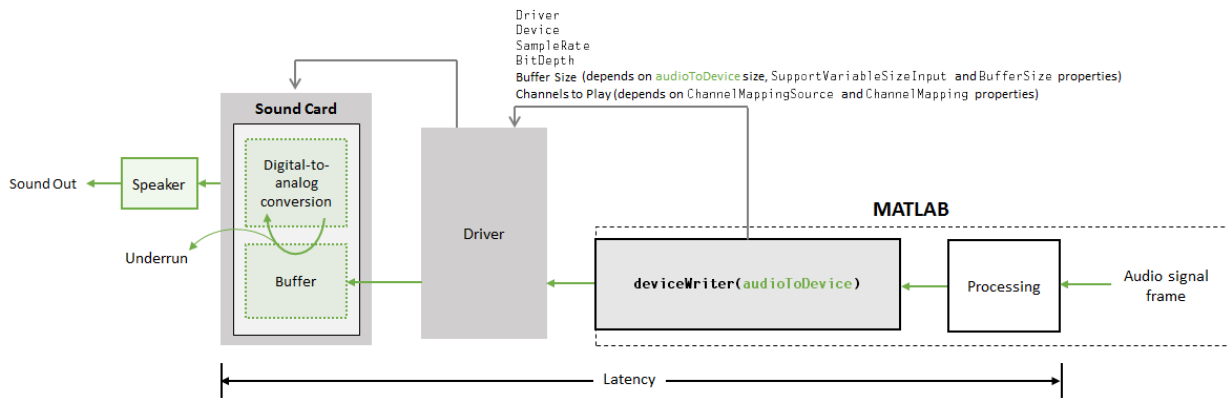 Driver
Device
SampleRate
BitDepth
Buffer Size (depends on audioToDevice size, SupportVariableSizeInput and BufferSize properties)
Channels to Play (depends on ChannelMappingSource and ChannelMapping properties)
Sound Card
Digital-to-
analog
conversion
Sound Out
Speaker
Underrun
Buffer
Driver
MATLAB
deviceWriter(audioToDevice)
Processing
Audio signal
frame
Latency